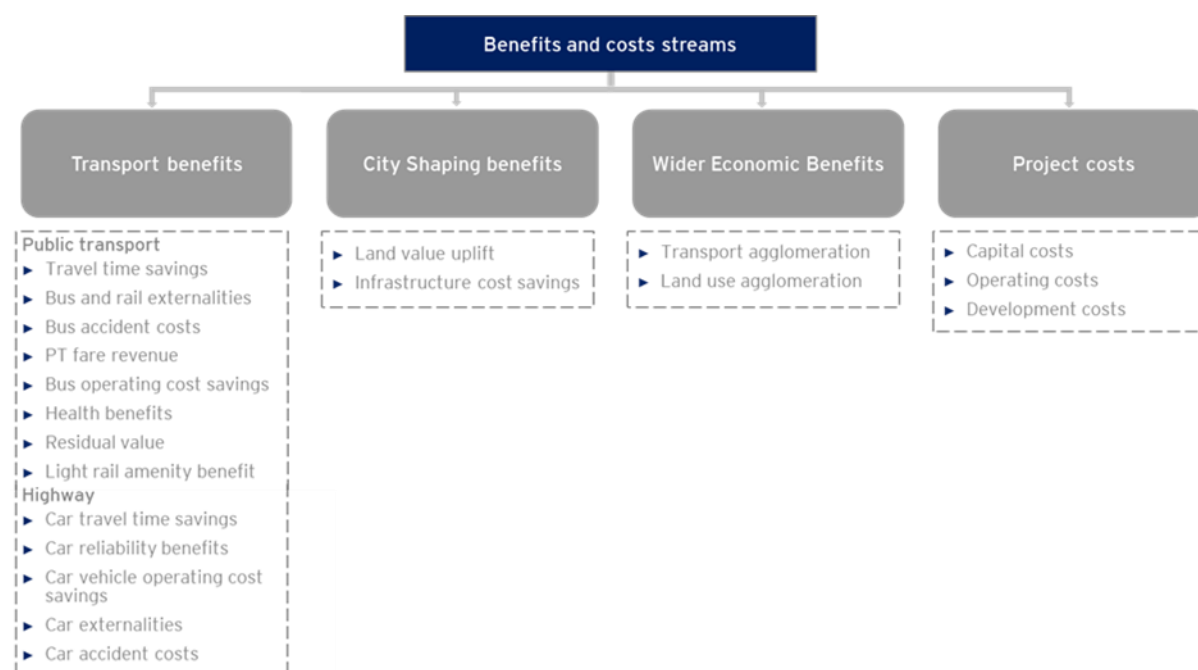 Benefits and costs streams
Transport benefits
City Shaping benefits
Wider Economic Benefits
Project costs
Public transport
Travel time savings
Bus and rail externalities
Bus accident costs
PT fare revenue
Bus operating cost savings
Health benefits
Residual value
Light rail amenity benefit
Highway
Car travel time savings
Car reliability benefits
Car vehicle operating cost
savings
Car externalities
Car accident costs
Land value uplift
Infrastructure cost savings
Transport agglomeration
Land use agglomeration
Capital costs
Operating costs
Development costs